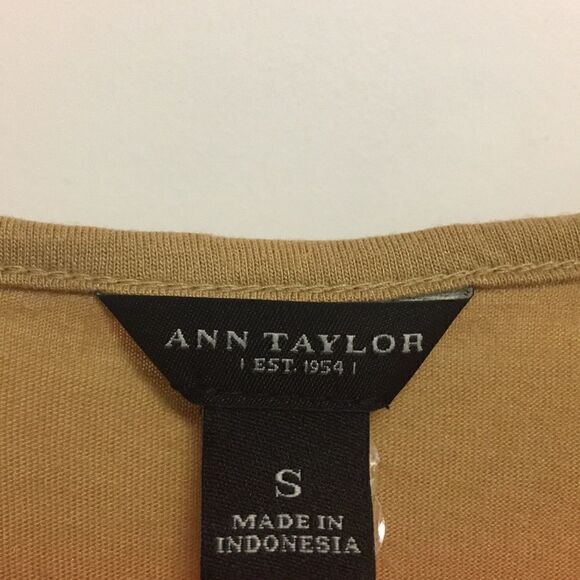 ANN TAYLOR
| EST. 1954 |
S
MADE IN
INDONESIA